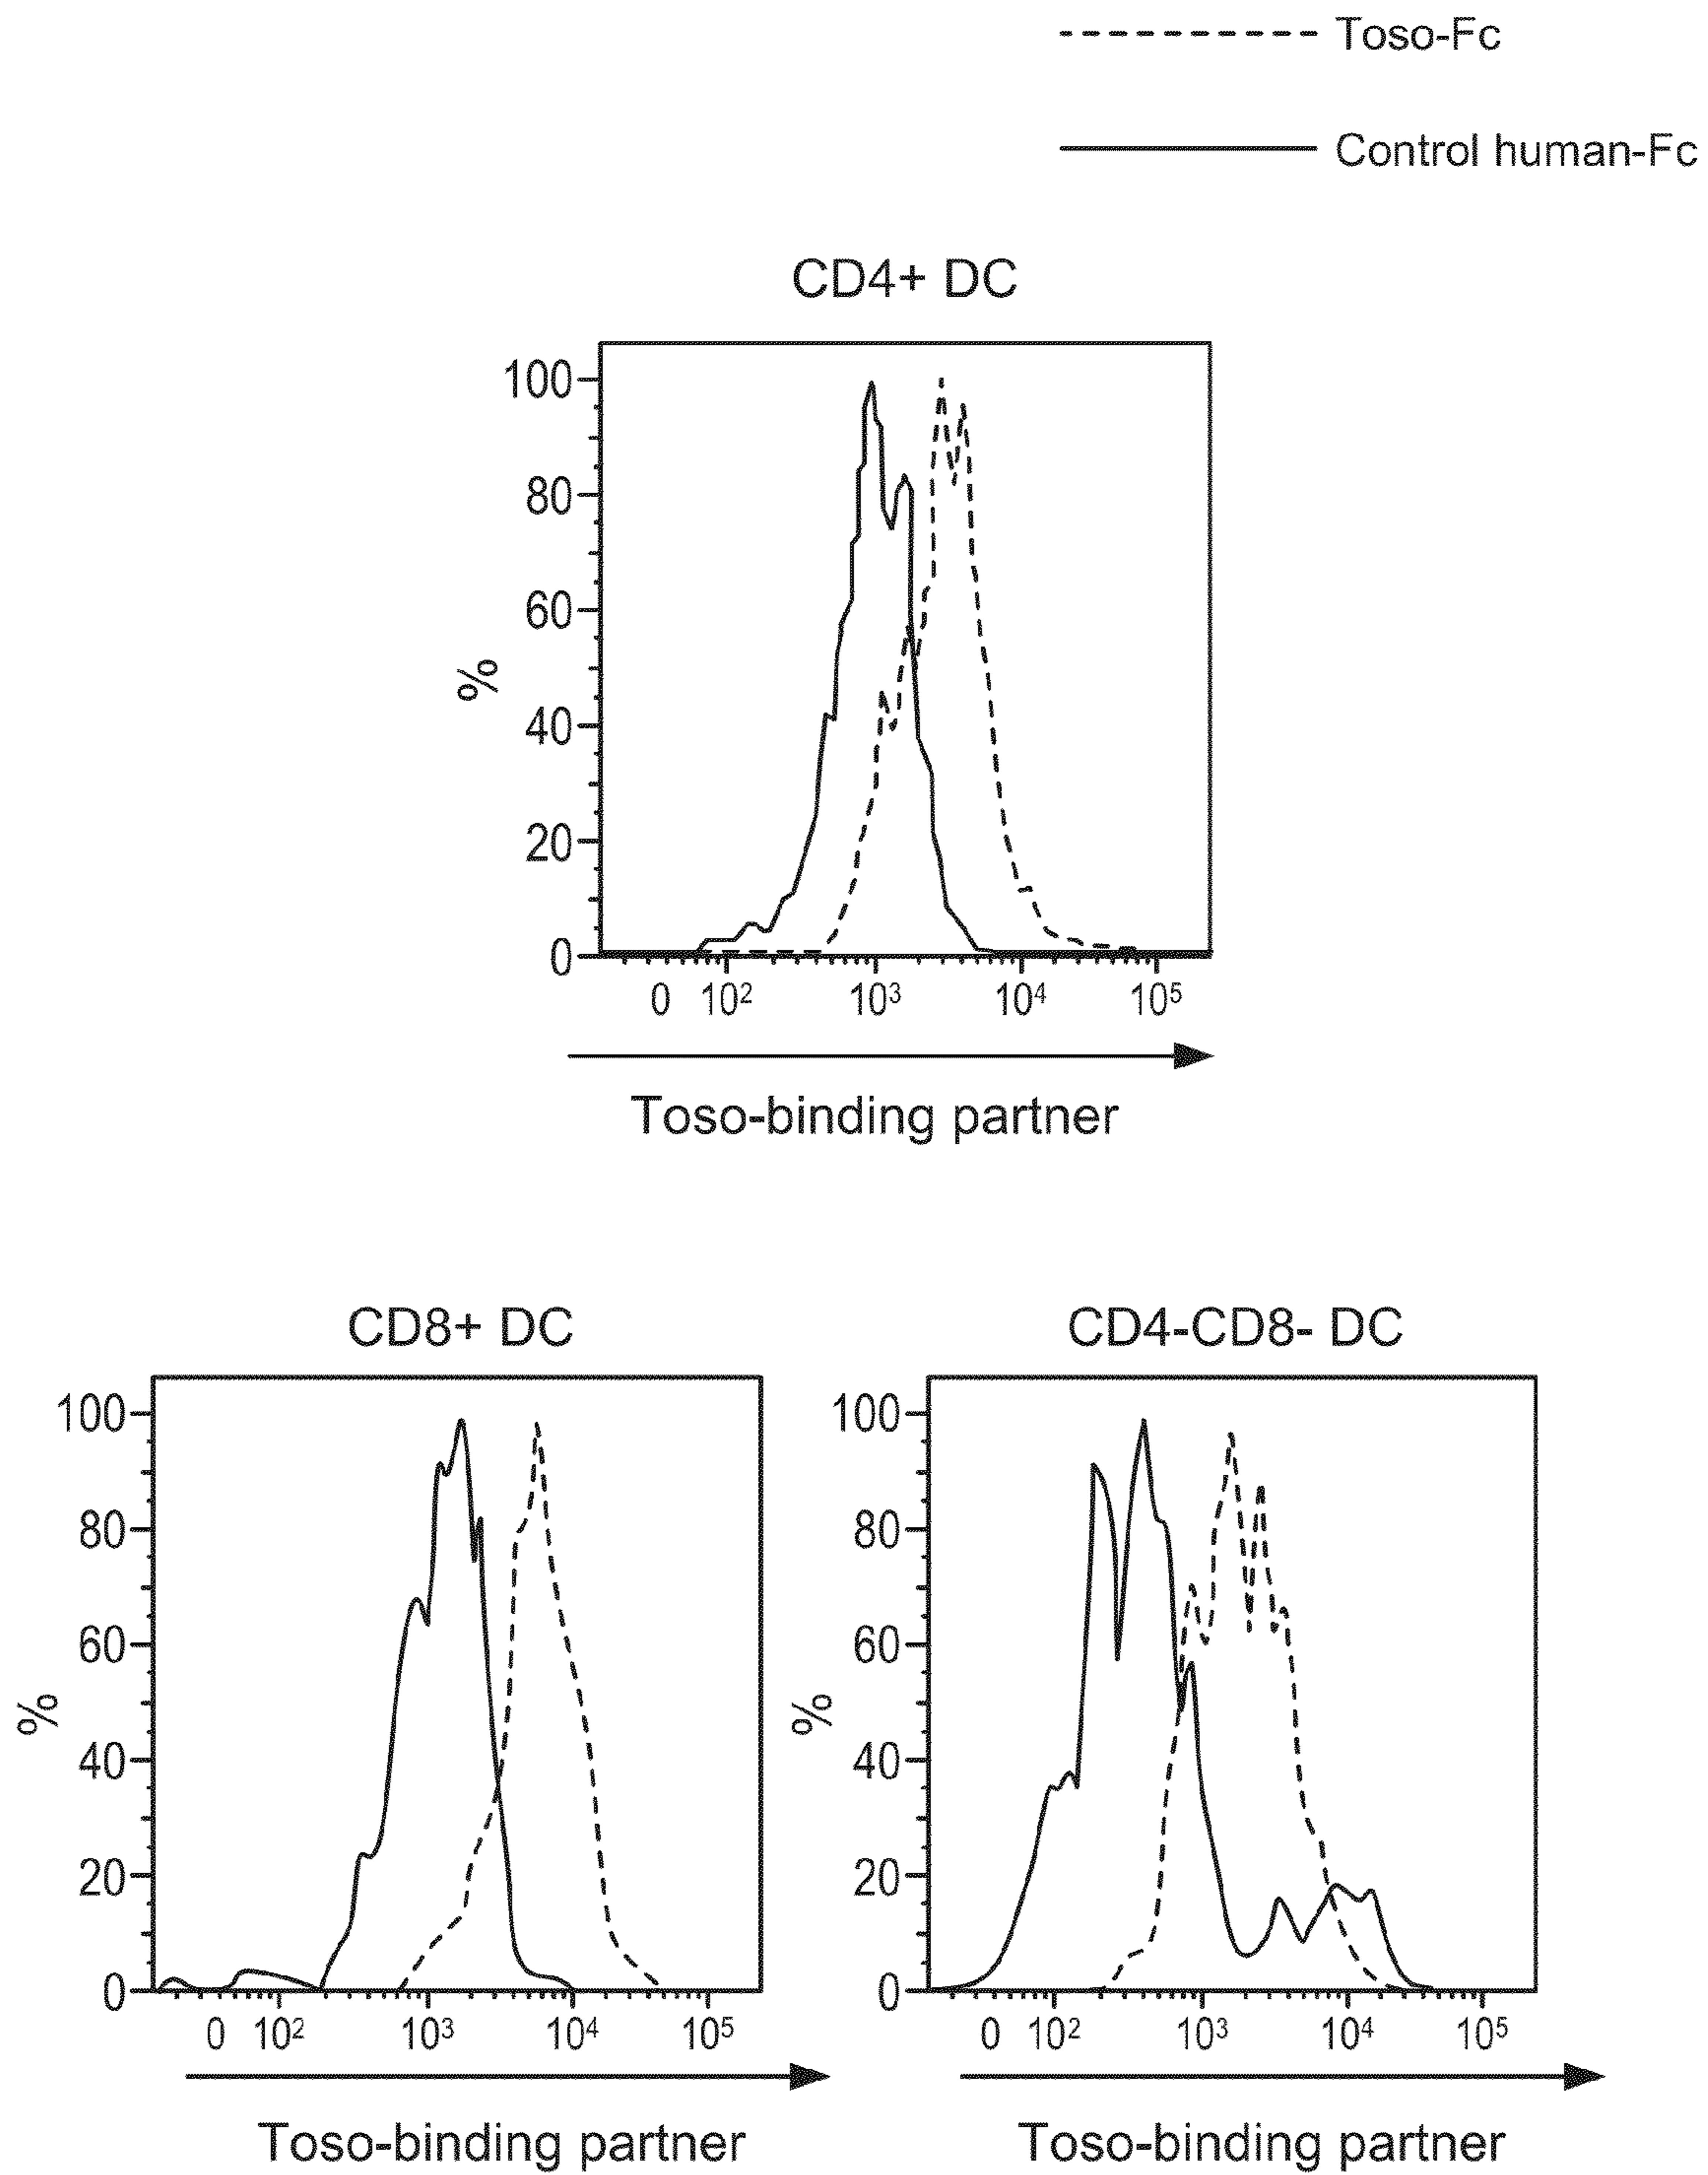 Toso-Fc
Control human-Fc
CD4+ DC
100
80
60
40
20
0
%
0 10² 10³ 10⁴ 10⁵
Toso-binding partner
CD8+ DC
100
80
60
40
20
0
%
0 10² 10³ 10⁴ 10⁵
Toso-binding partner
CD4-CD8- DC
100
80
60
40
20
0
%
0 10² 10³ 10⁴ 10⁵
Toso-binding partner